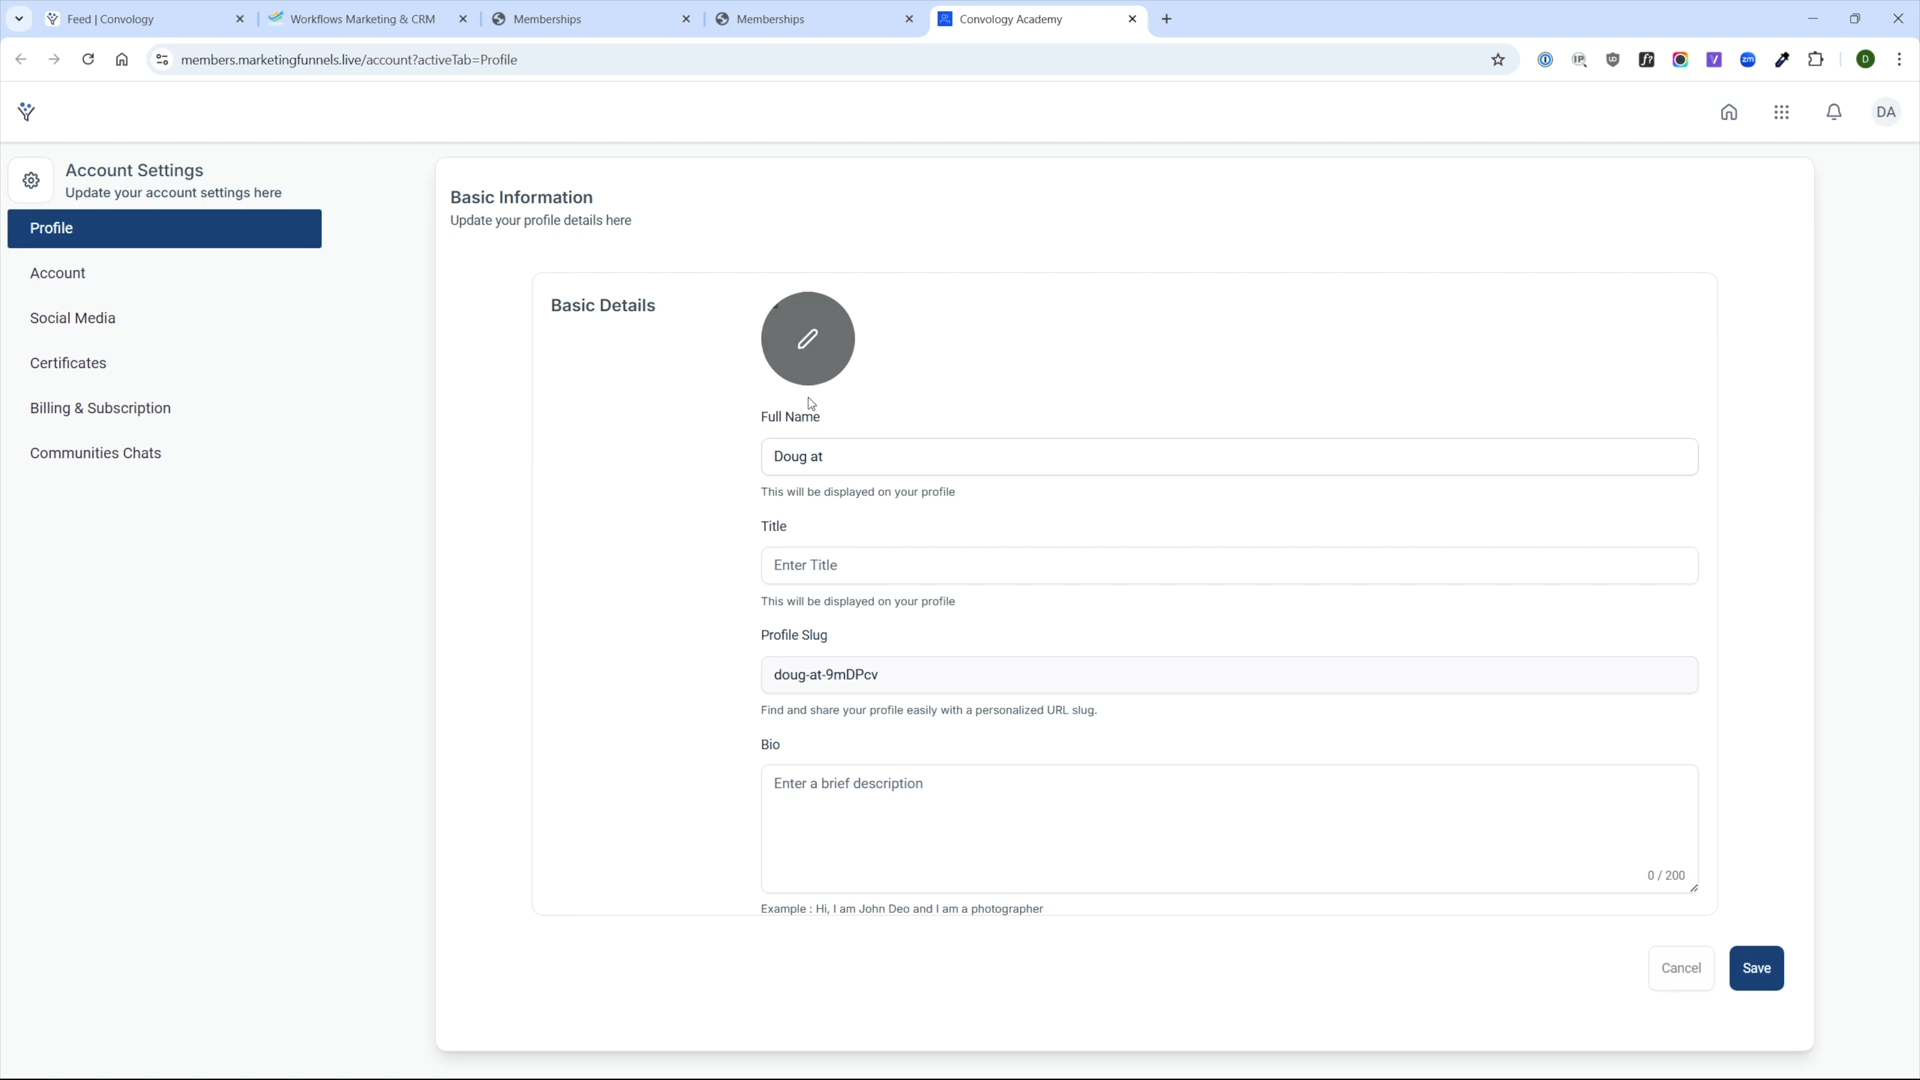 Feed | Convology
Workflows Marketing & CRM
Memberships
Memberships
Convology Academy
members.marketingfunnels.live/account?activeTab=Profile
IP
f?
V
zm
D
DA
Account Settings
Update your account settings here
Profile
Account
Social Media
Certificates
Billing & Subscription
Communities Chats
Basic Information
Update your profile details here
Basic Details
Full Name
Doug at
This will be displayed on your profile
Title
Enter Title
This will be displayed on your profile
Profile Slug
doug-at-9mDPcv
Find and share your profile easily with a personalized URL slug.
Bio
Enter a brief description
0 / 200
Example : Hi, I am John Deo and I am a photographer
Cancel
Save